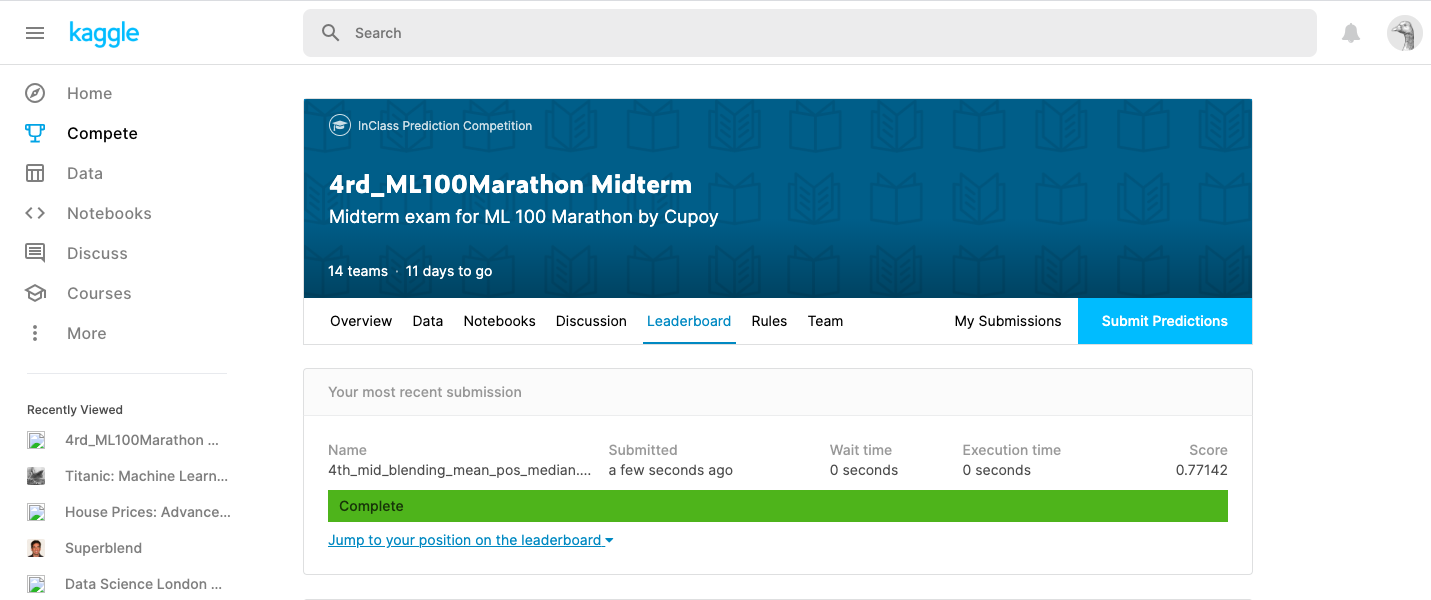 kaggle
Search
Home
Compete
Data
Notebooks
Discuss
Courses
More
Recently Viewed
4rd_ML100Marathon ...
Titanic: Machine Learn...
House Prices: Advance...
Superblend
Data Science London ...
InClass Prediction Competition
4rd_ML100Marathon Midterm
Midterm exam for ML 100 Marathon by Cupoy
14 teams · 11 days to go
Overview Data Notebooks Discussion Leaderboard Rules Team My Submissions Submit Predictions
Your most recent submission
Name Submitted Wait time Execution time Score
4th_mid_blending_mean_pos_median.... a few seconds ago 0 seconds 0 seconds 0.77142
Complete
Jump to your position on the leaderboard